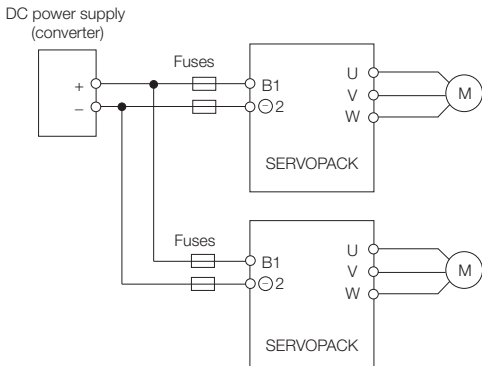 DC power supply
(converter)
+
−
Fuses
B1
⊖2
U
V
W
M
SERVOPACK
Fuses
B1
⊖2
U
V
W
M
SERVOPACK